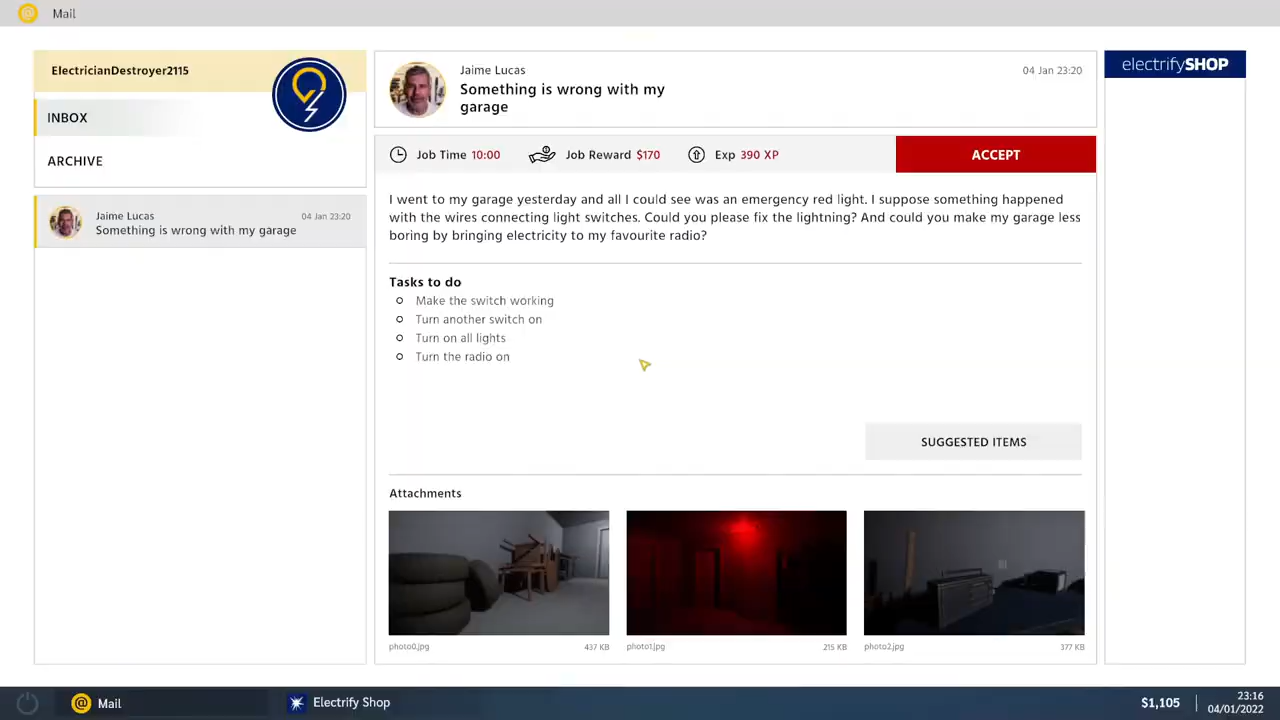 Mail
ElectricianDestroyer2115
INBOX
ARCHIVE
Jaime Lucas
04 Jan 23:20
Something is wrong with my garage
Jaime Lucas
04 Jan 23:20
Something is wrong with my
garage
Job Time 10:00
Job Reward $170
Exp 390 XP
ACCEPT
I went to my garage yesterday and all I could see was an emergency red light. I suppose something happened
with the wires connecting light switches. Could you please fix the lightning? And could you make my garage less
boring by bringing electricity to my favourite radio?
Tasks to do
Make the switch working
Turn another switch on
Turn on all lights
Turn the radio on
SUGGESTED ITEMS
Attachments
photo0.jpg
437 KB
photo1.jpg
215 KB
photo2.jpg
377 KB
electrifySHOP
Mail
Electrify Shop
$1,105
23:16
04/01/2022